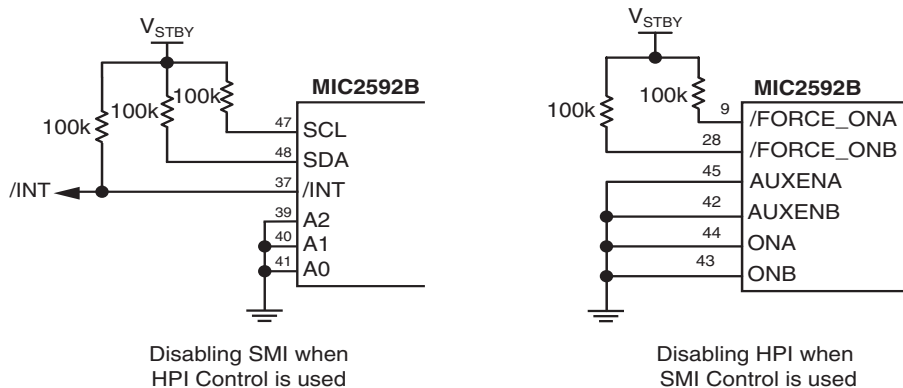 VSTBY
MIC2592B
100k
100k
100k
47
SCL
48
SDA
/INT
37
/INT
39
A2
40
A1
41
A0
Disabling SMI when
HPI Control is used
VSTBY
MIC2592B
100k
100k
9
/FORCE_ONA
28
/FORCE_ONB
45
AUXENA
42
AUXENB
44
ONA
43
ONB
Disabling HPI when
SMI Control is used